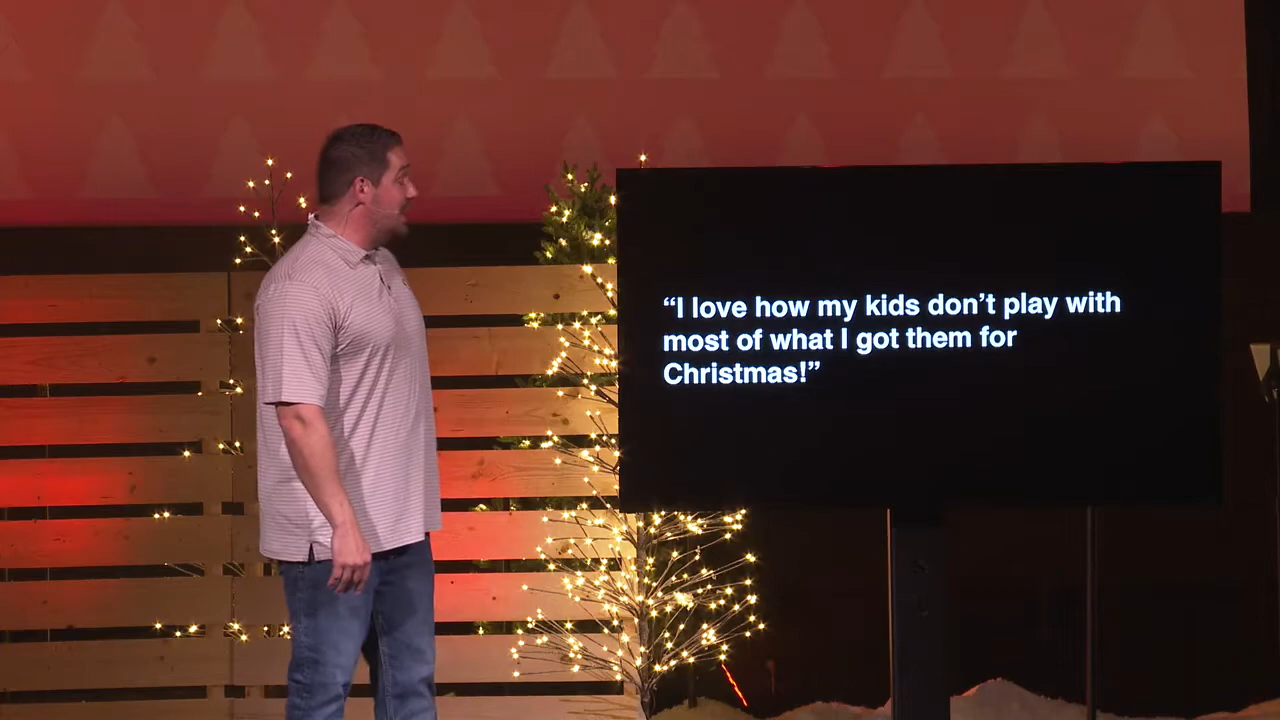 “I love how my kids don’t play with
most of what I got them for
Christmas!”